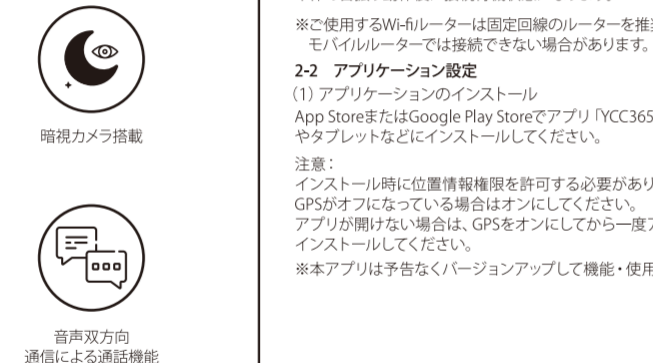 暗視カメラ搭載
音声双方向
通信による通話機能
※ご使用するWi-fiルーターは固定回線のルーターを推
モバイルルーターでは接続できない場合があります。
2-2 アプリケーション設定
(1) アプリケーションのインストール
App StoreまたはGoogle Play Storeでアプリ「YCC365
やタブレットなどにインストールしてください。
注意：
インストール時に位置情報権限を許可する必要があり
GPSがオフになっている場合はオンにしてください。
アプリが開けない場合は、GPSをオンにしてから一度ア
インストールしてください。
※本アプリは予告なくバージョンアップして機能・使用